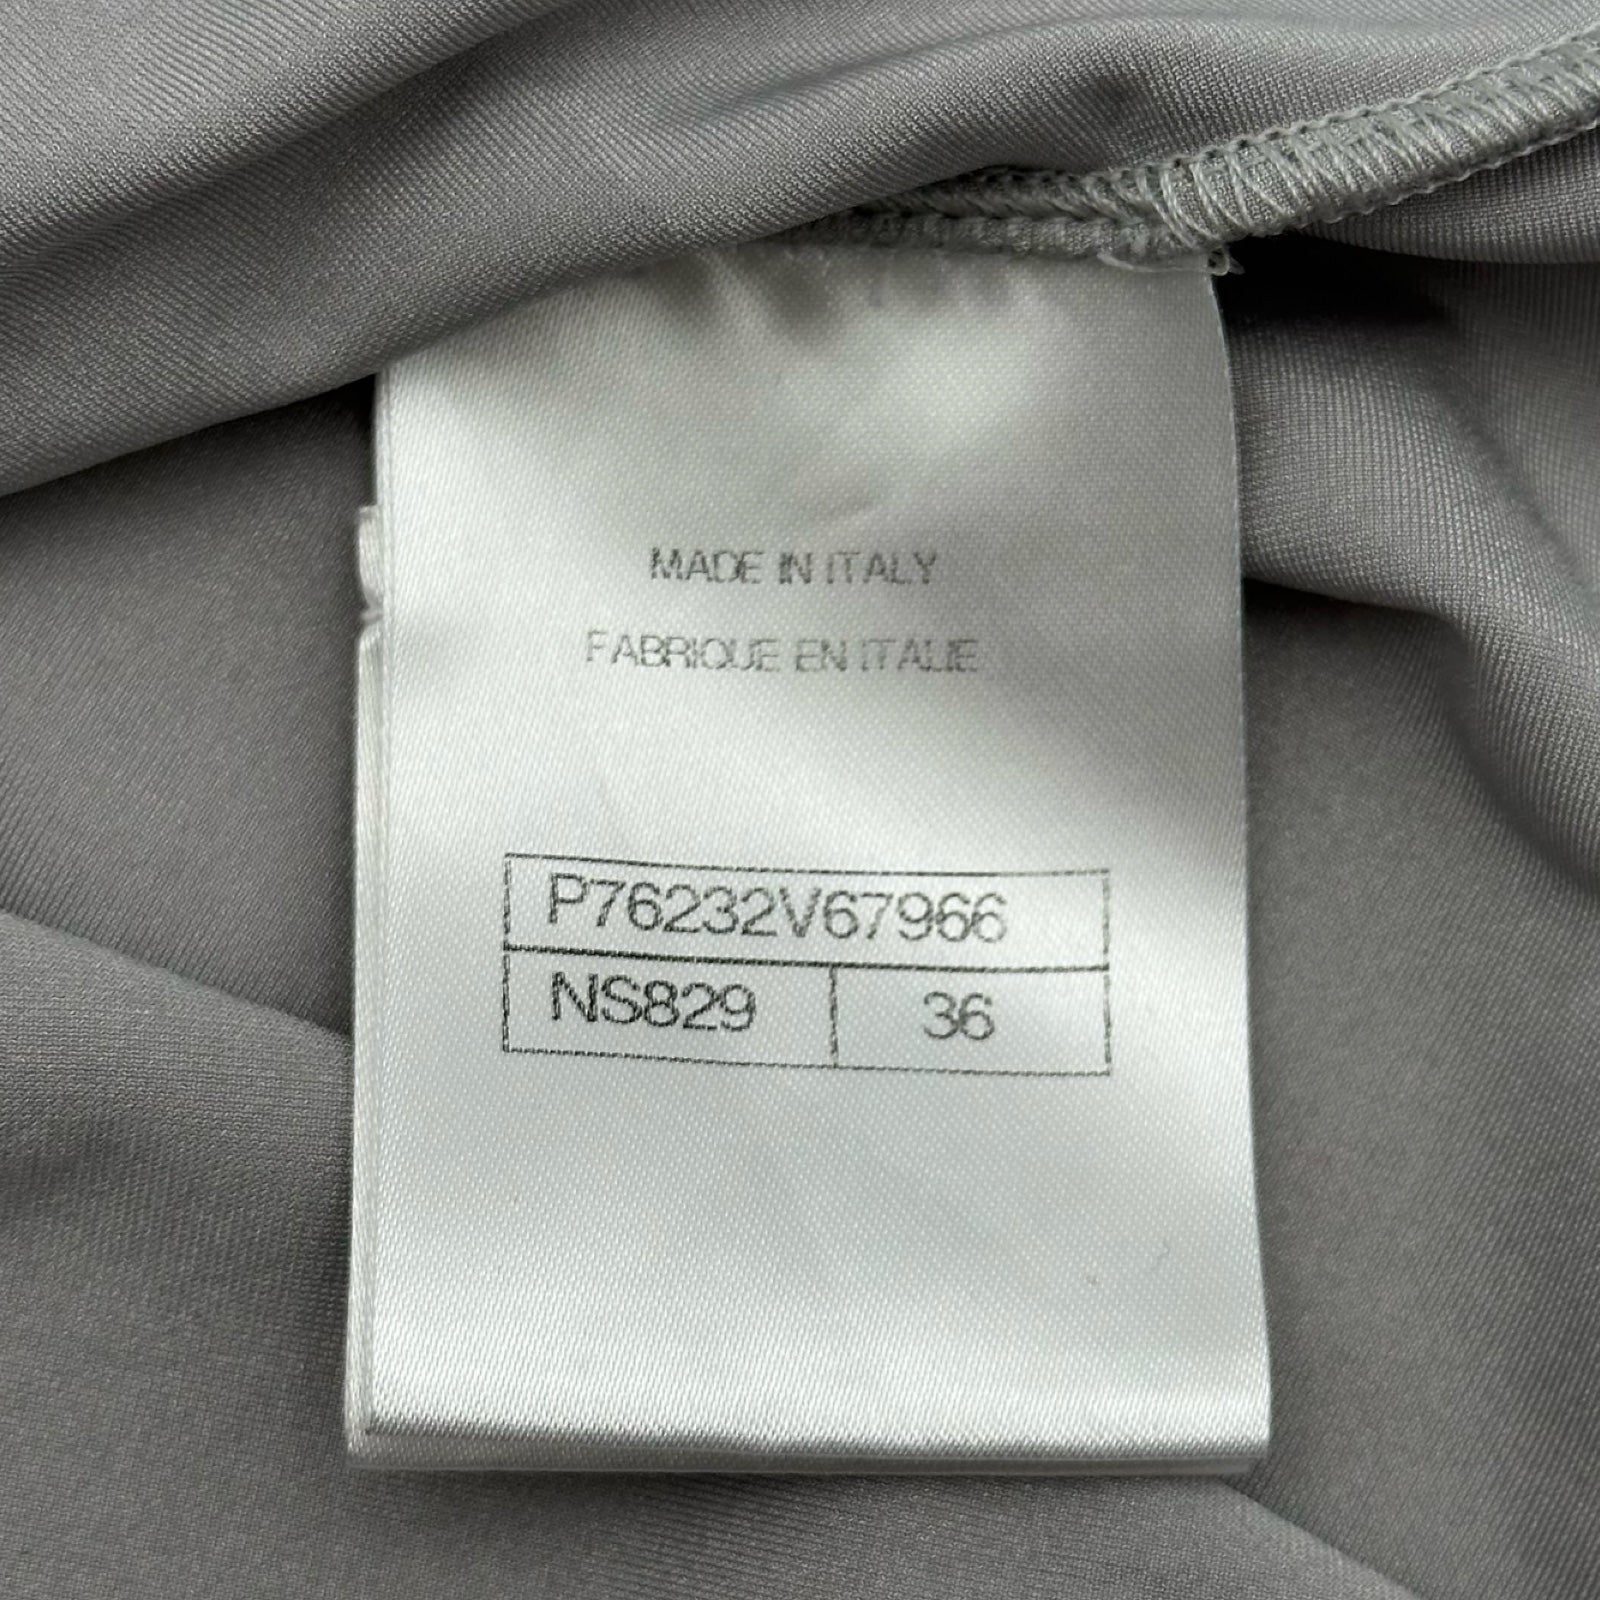 MADE IN ITALY
FABRIQUE EN ITALIE
P76232V67966
NS829
36